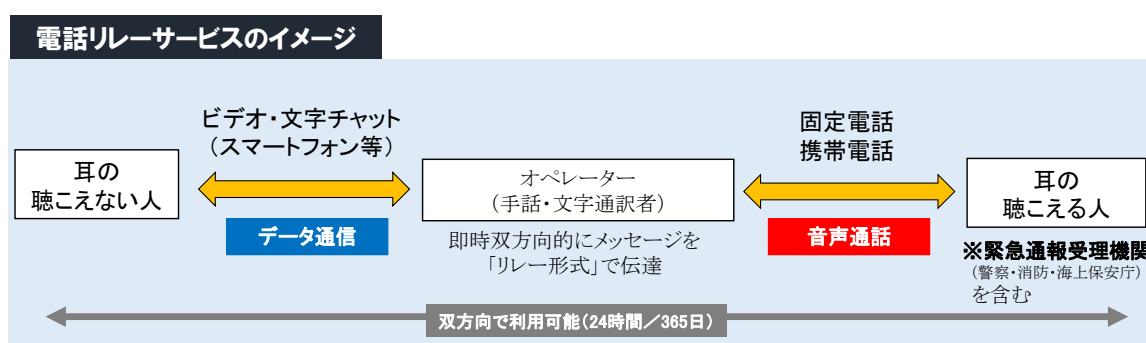 電話リレーサービスのイメージ
ビデオ・文字チャット
（スマートフォン等）
固定電話
携帯電話
耳の
聴こえない人
オペレーター
（手話・文字通訳者）
耳の
聴こえる人
データ通信
即時双方向的にメッセージを
「リレー形式」で伝達
音声通話
※緊急通報受理機関
（警察・消防・海上保安庁）
を含む
双方向で利用可能（24時間／365日）